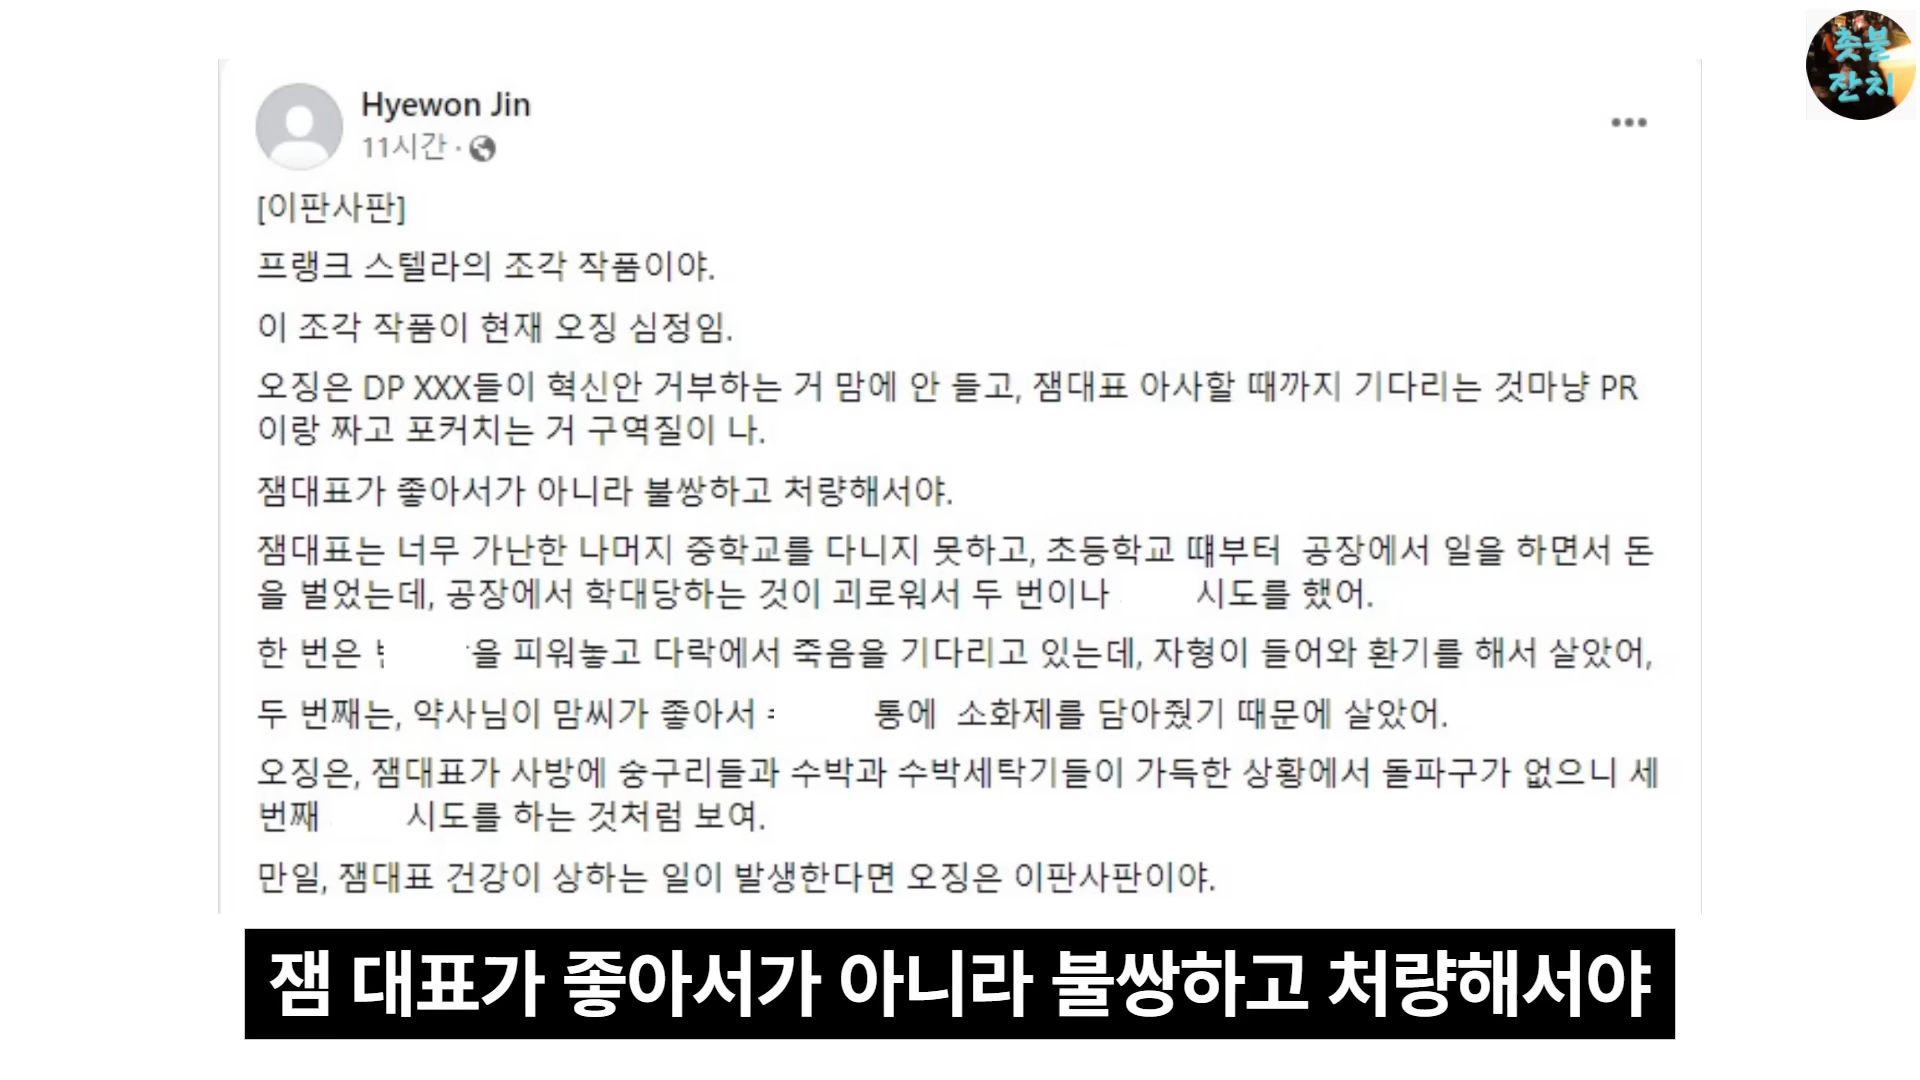 촛불
잔치
Hyewon Jin
11시간 ·
[이판사판]
프랭크 스텔라의 조각 작품이야.
이 조각 작품이 현재 오징 심정임.
오징은 DP XXX들이 혁신안 거부하는 거 맘에 안 들고, 잼대표 아사할 때까지 기다리는 것마냥 PR
이랑 짜고 포커치는 거 구역질이 나.
잼대표가 좋아서가 아니라 불쌍하고 처량해서야.
잼대표는 너무 가난한 나머지 중학교를 다니지 못하고, 초등학교 떄부터 공장에서 일을 하면서 돈
을 벌었는데, 공장에서 학대당하는 것이 괴로워서 두 번이나 시도를 했어.
한 번은 을 피워놓고 다락에서 죽음을 기다리고 있는데, 자형이 들어와 환기를 해서 살았어,
두 번째는, 약사님이 맘씨가 좋아서 통에 소화제를 담아줬기 때문에 살았어.
오징은, 잼대표가 사방에 숭구리들과 수박과 수박세탁기들이 가득한 상황에서 돌파구가 없으니 세
번째 시도를 하는 것처럼 보여.
만일, 잼대표 건강이 상하는 일이 발생한다면 오징은 이판사판이야.
잼 대표가 좋아서가 아니라 불쌍하고 처량해서야